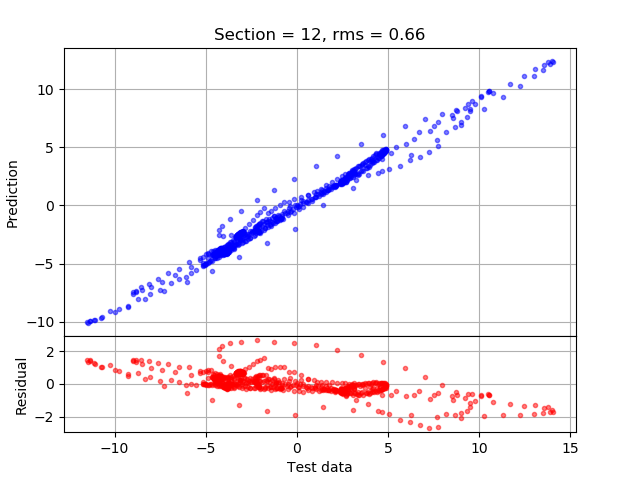 Section = 12, rms = 0.66
10
5
0
−5
−10
Prediction
2
0
−2
Residual
−10 −5 0 5 10 15
Test data